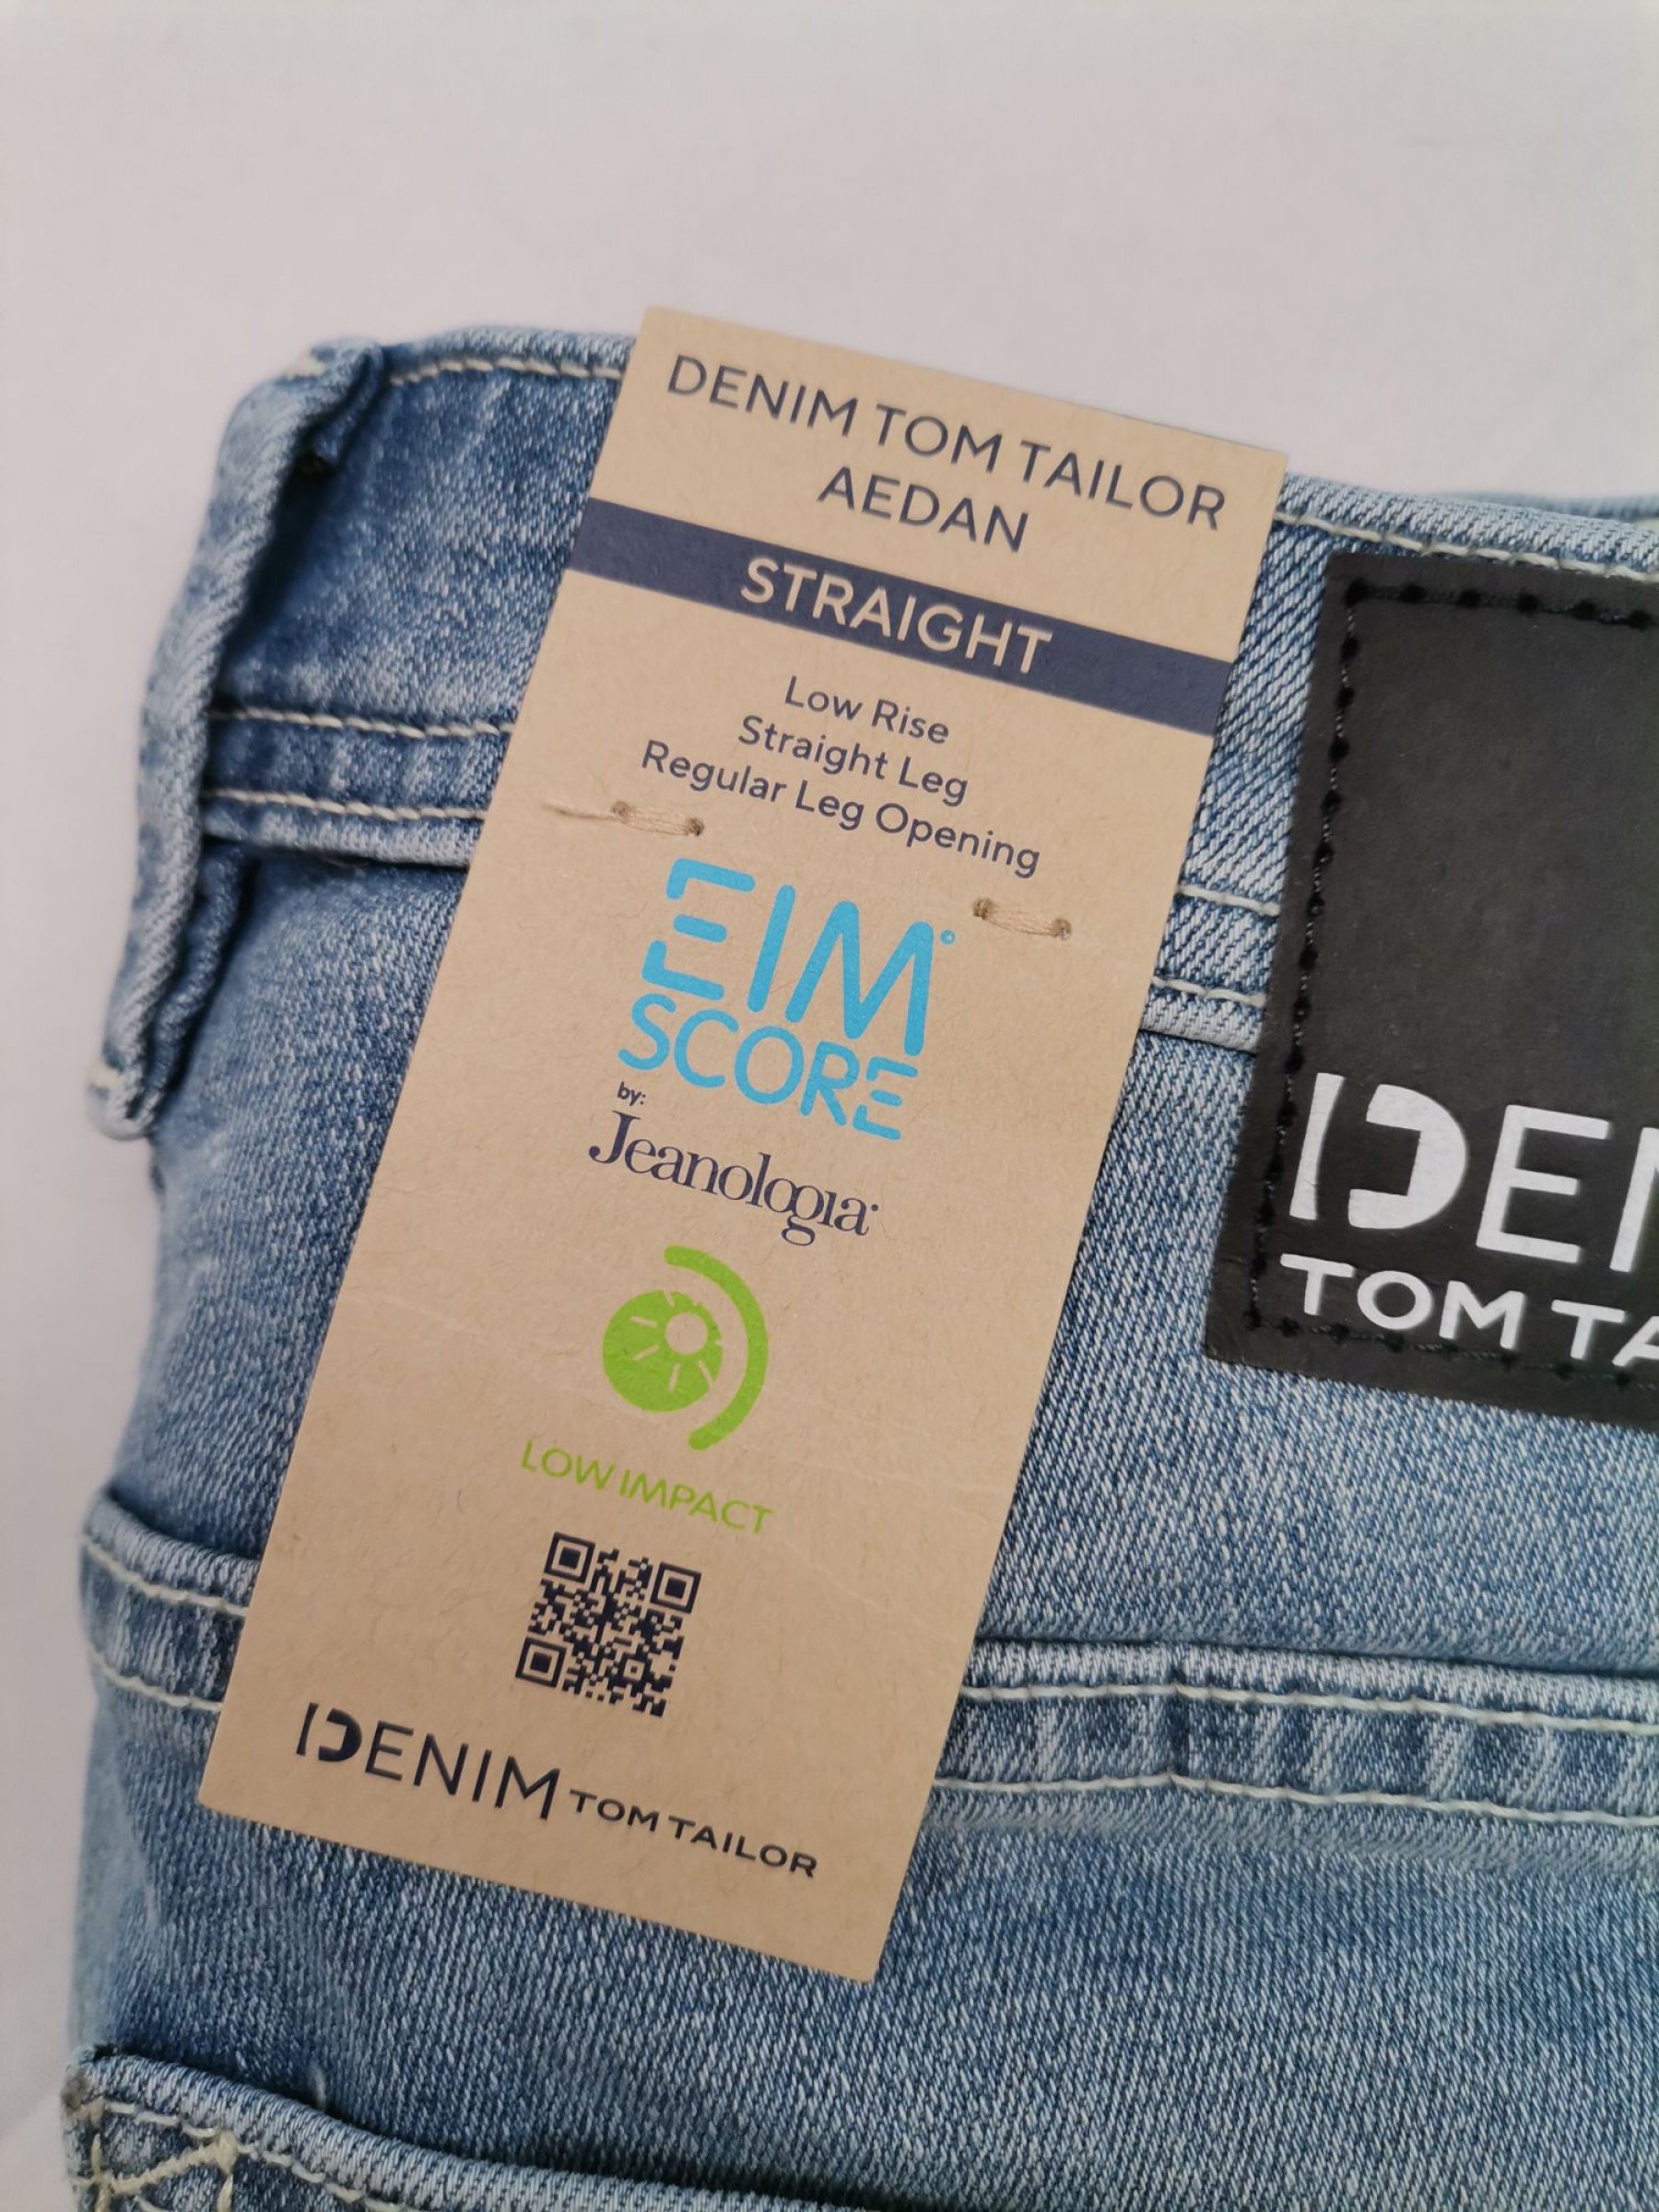 DENIM TOM TAILOR
AEDAN
STRAIGHT
Low Rise
Straight Leg
Regular Leg Opening
EIM
SCORE
by:
Jeanologia
LOW IMPACT
DENIM TOM TAILOR
DEN
TOM TA